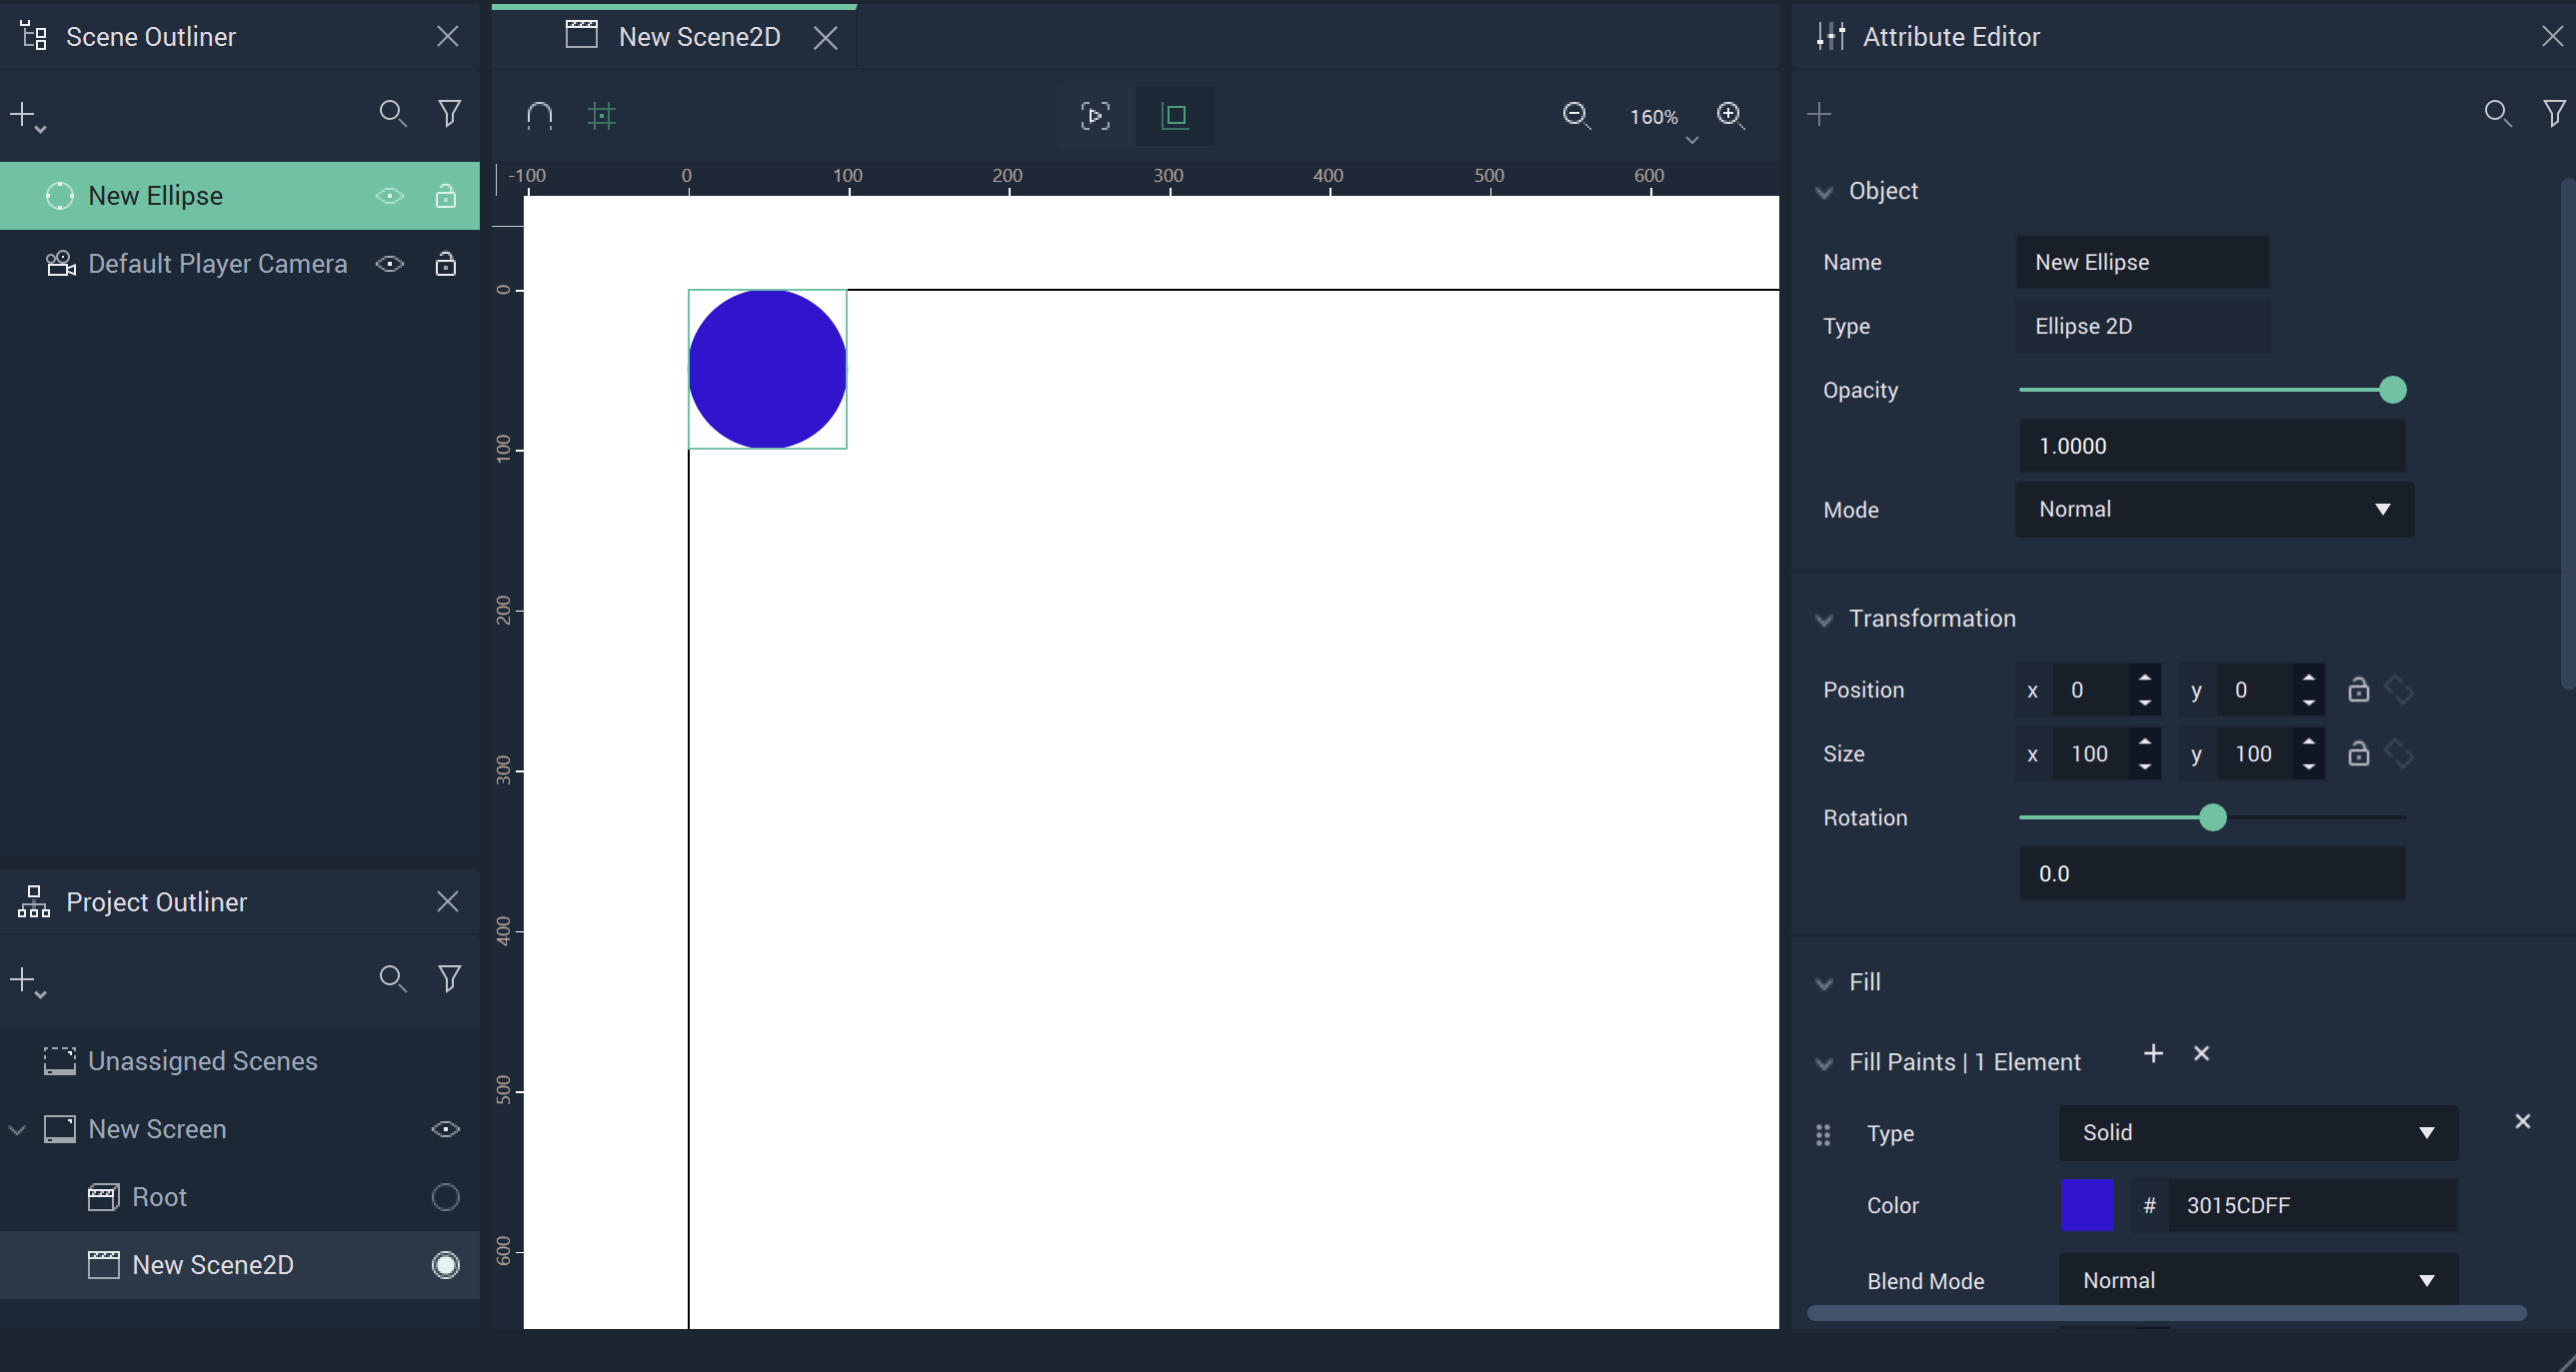 Scene Outliner
New Ellipse
Default Player Camera
Project Outliner
Unassigned Scenes
New Screen
Root
New Scene2D
New Scene2D
160%
-100 0 100 200 300 400 500 600
0
100
200
300
400
500
600
Attribute Editor
Object
Name New Ellipse
Type Ellipse 2D
Opacity
1.0000
Mode Normal
Transformation
Position x 0 y 0
Size x 100 y 100
Rotation
0.0
Fill
Fill Paints | 1 Element
Type Solid
Color # 3015CDFF
Blend Mode Normal